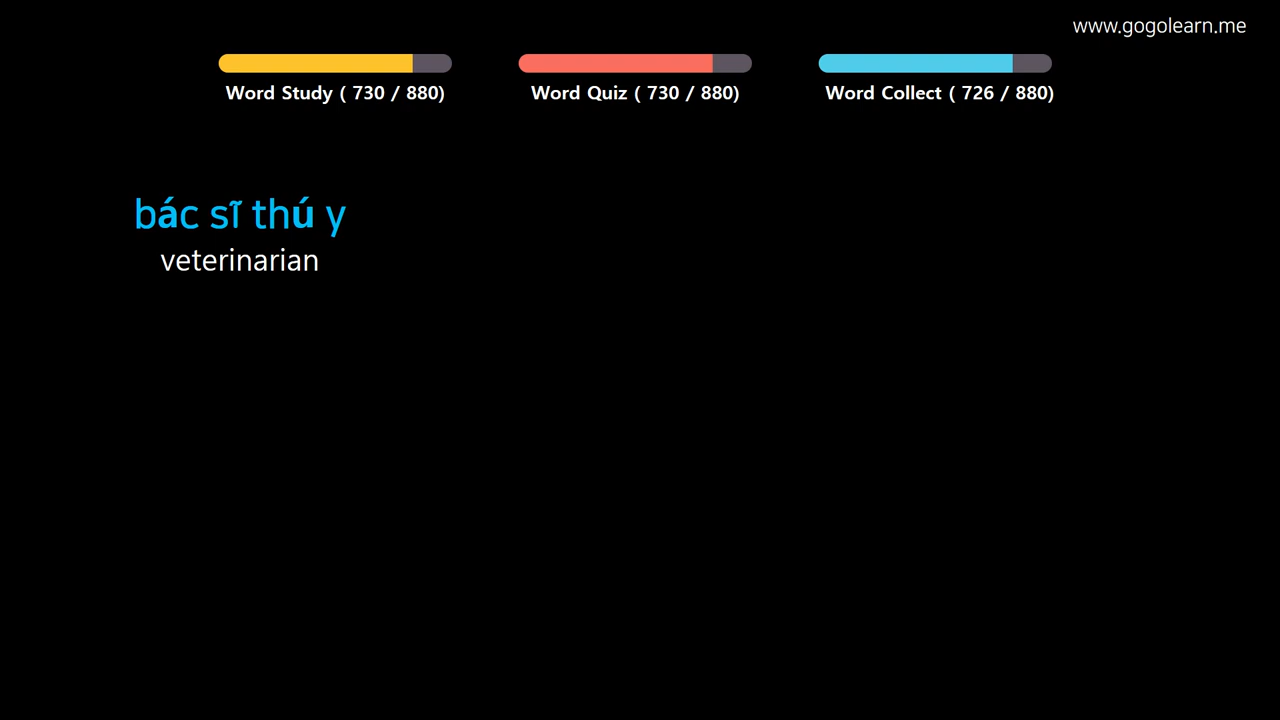 www.gogolearn.me
Word Study ( 730 / 880)
Word Quiz ( 730 / 880)
Word Collect ( 726 / 880)
bác sĩ thú y
veterinarian